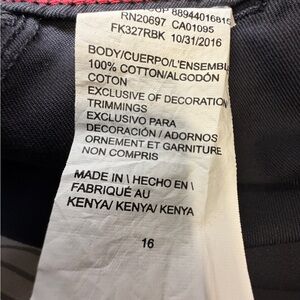 RN20697 CA01095
FK327RBK 10/31/2016
BODY/CUERPO/L'ENSEMBL
100% COTTON/ALGODÓN
COTON
EXCLUSIVE OF DECORATION
TRIMMINGS
EXCLUSIVO PARA
DECORACIÓN / ADORNOS
ORNEMENT ET GARNITURE
NON COMPRIS
MADE IN \ HECHO EN \
FABRIQUÉ AU
KENYA/ KENYA/ KENYA
16